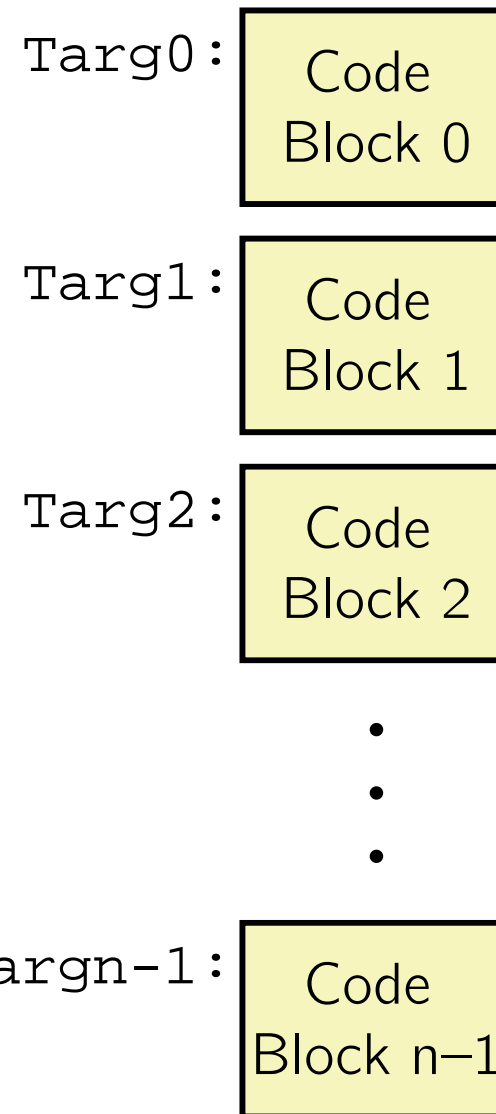 Targ0:
Code
Block 0
Targ1:
Code
Block 1
Targ2:
Code
Block 2
argn-1:
Code
Block n–1